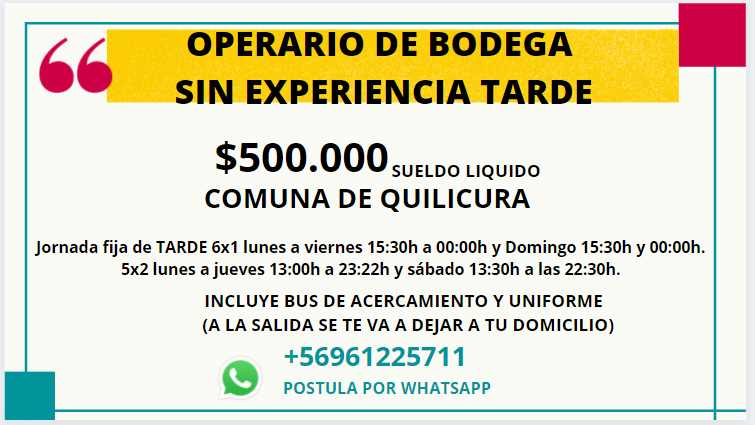 OPERARIO DE BODEGA
SIN EXPERIENCIA TARDE
$500.000 SUELDO LIQUIDO
COMUNA DE QUILICURA
Jornada fija de TARDE 6x1 lunes a viernes 15:30h a 00:00h y Domingo 15:30h y 00:00h.
5x2 lunes a jueves 13:00h a 23:22h y sábado 13:30h a las 22:30h.
INCLUYE BUS DE ACERCAMIENTO Y UNIFORME
(A LA SALIDA SE TE VA A DEJAR A TU DOMICILIO)
+56961225711
POSTULA POR WHATSAPP